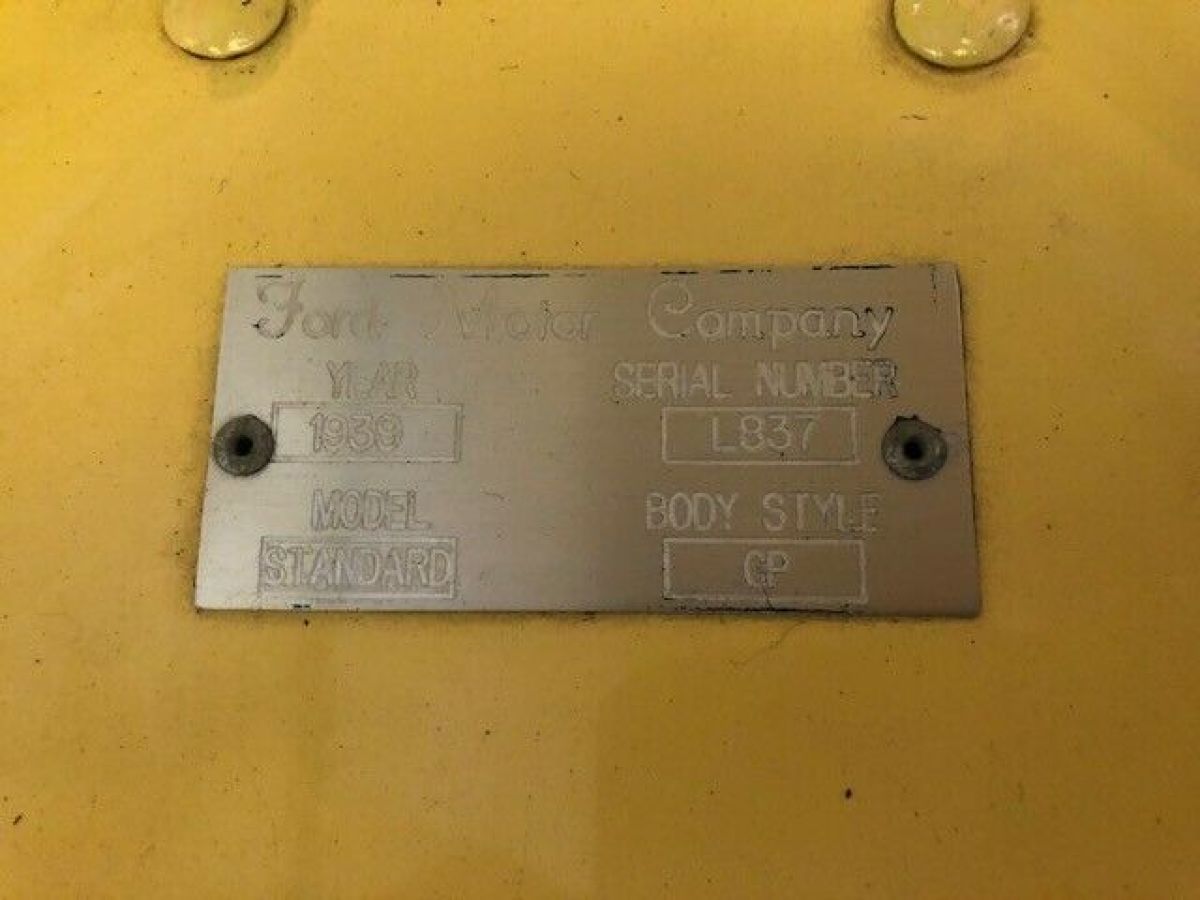 Ford Motor Company
YEAR SERIAL NUMBER
1939 L837
MODEL BODY STYLE
STANDARD CP